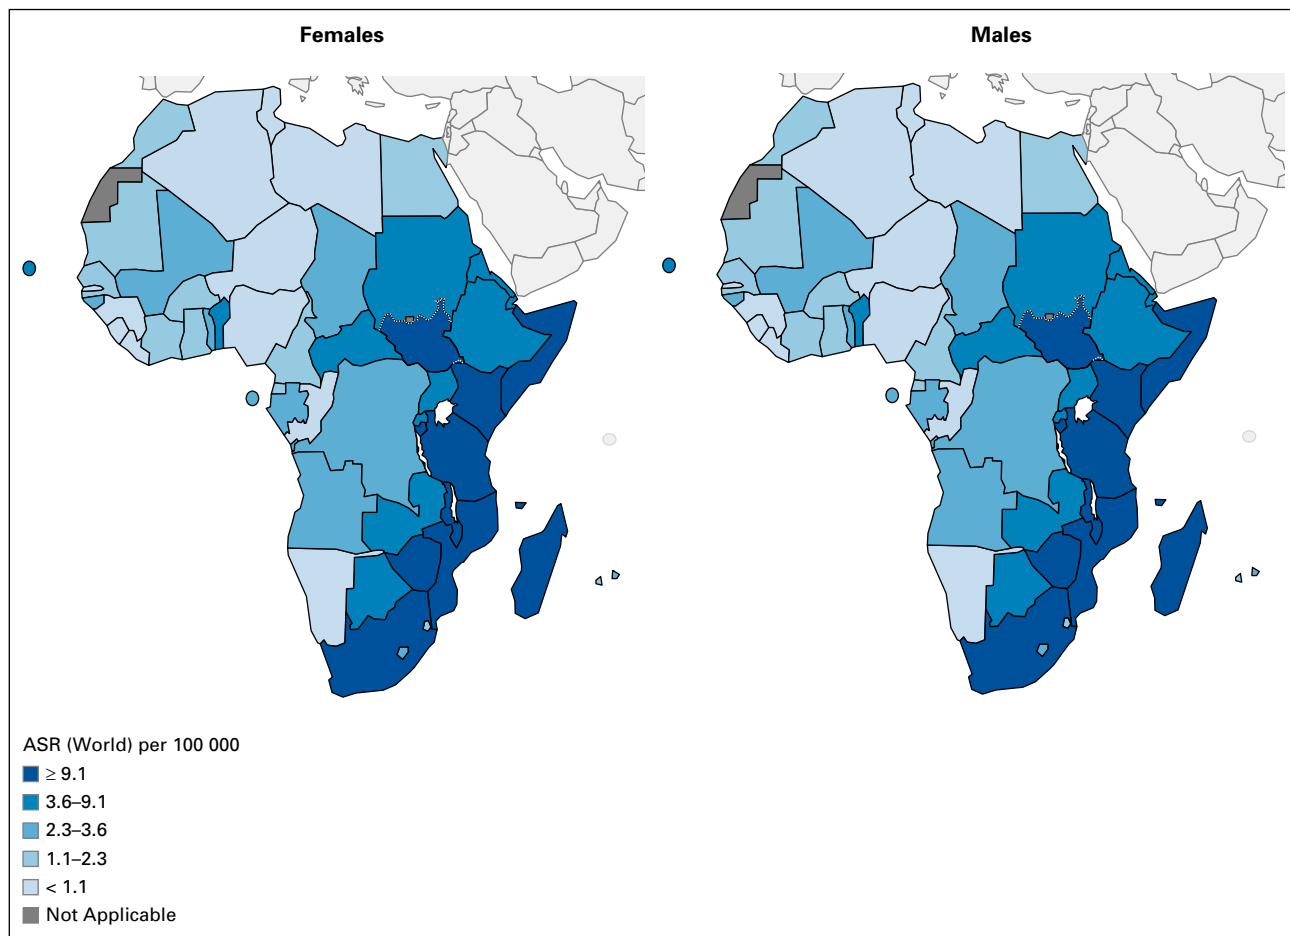 Females
Males
ASR (World) per 100 000
≥ 9.1
3.6–9.1
2.3–3.6
1.1–2.3
< 1.1
Not Applicable